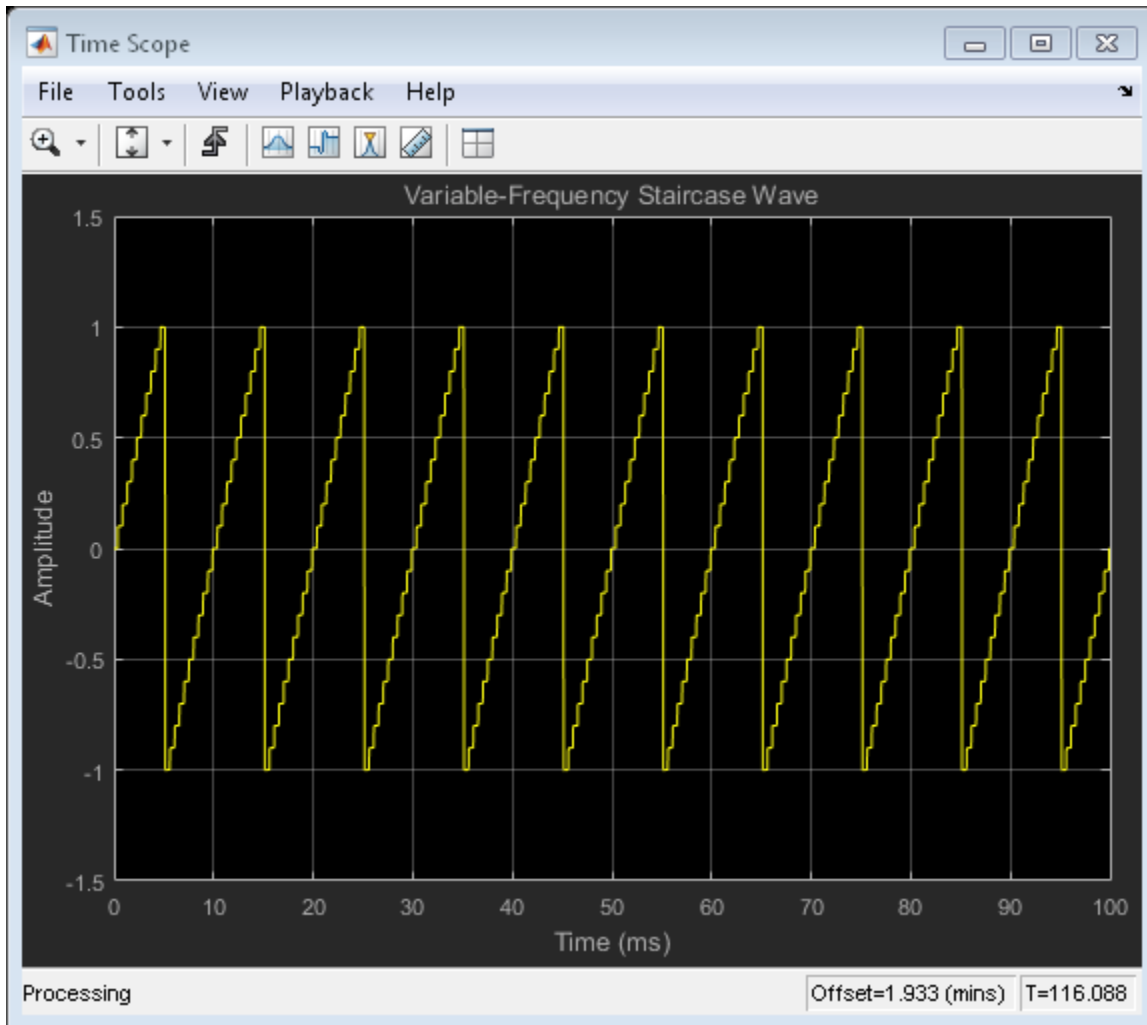 Time Scope
File Tools View Playback Help
Variable-Frequency Staircase Wave
1.5
1
0.5
0
-0.5
-1
-1.5
Amplitude
0 10 20 30 40 50 60 70 80 90 100
Time (ms)
Processing Offset=1.933 (mins) T=116.088